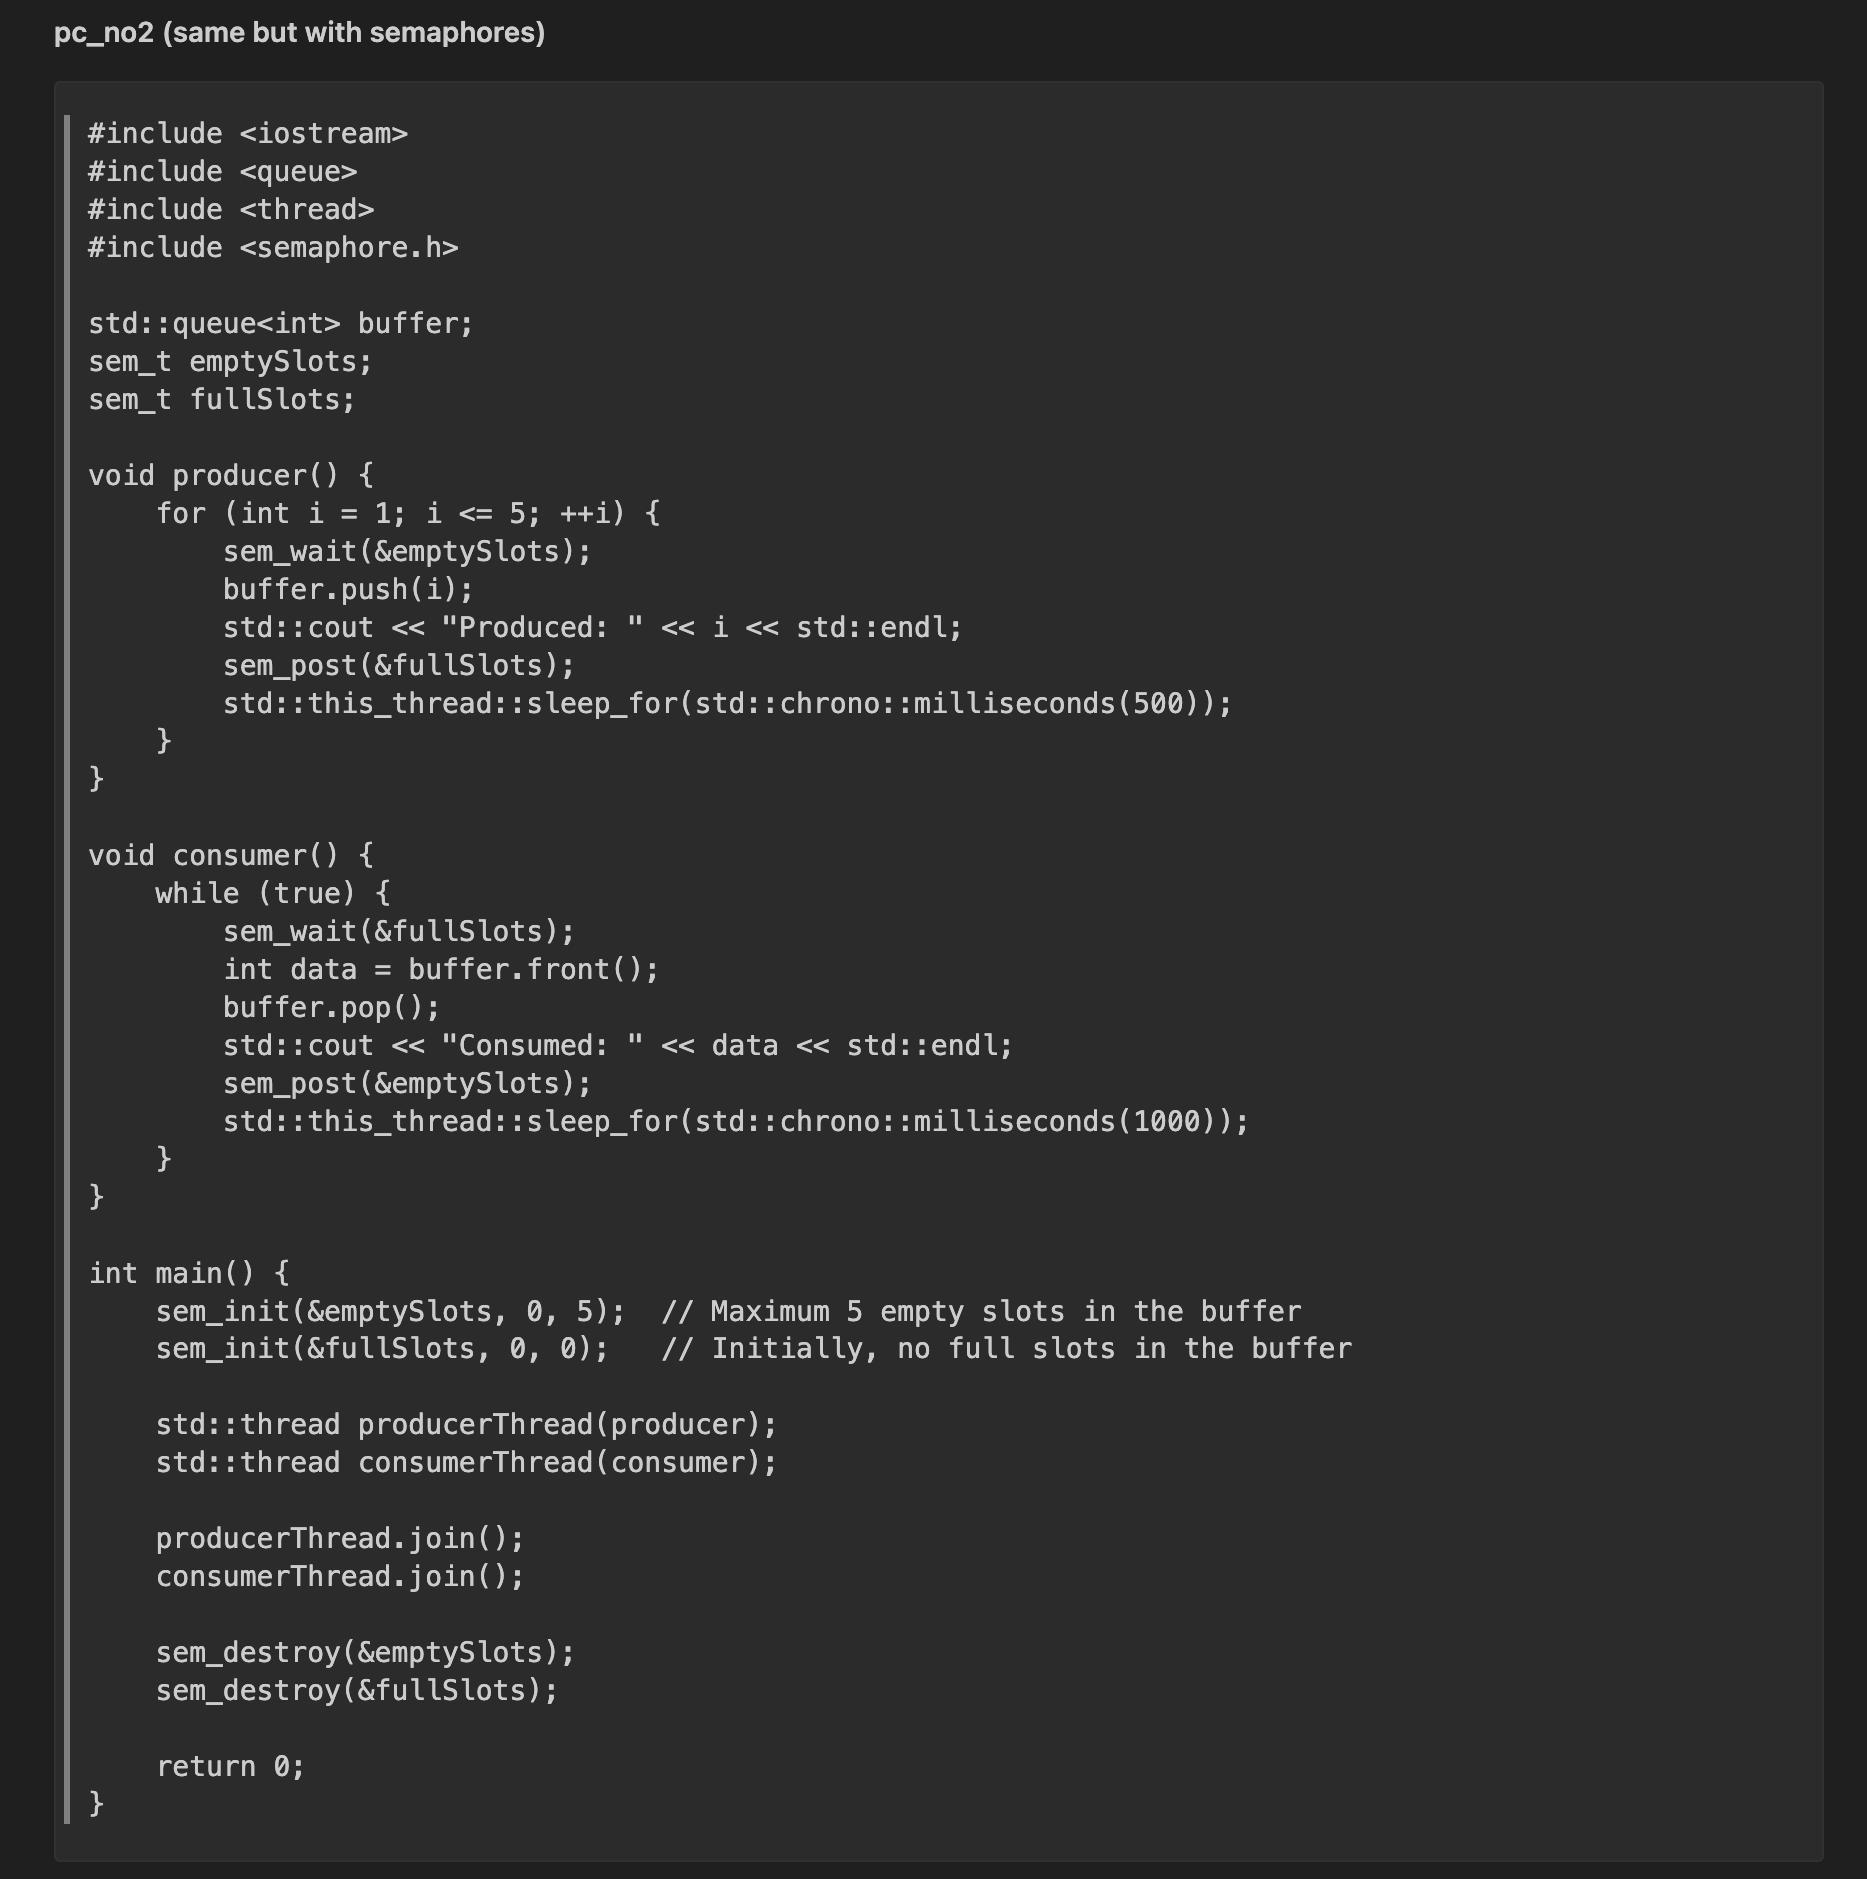 pc_no2 (same but with semaphores)
#include <iostream>
#include <queue>
#include <thread>
#include <semaphore.h>

std::queue<int> buffer;
sem_t emptySlots;
sem_t fullSlots;

void producer() {
    for (int i = 1; i <= 5; ++i) {
        sem_wait(&emptySlots);
        buffer.push(i);
        std::cout << "Produced: " << i << std::endl;
        sem_post(&fullSlots);
        std::this_thread::sleep_for(std::chrono::milliseconds(500));
    }
}

void consumer() {
    while (true) {
        sem_wait(&fullSlots);
        int data = buffer.front();
        buffer.pop();
        std::cout << "Consumed: " << data << std::endl;
        sem_post(&emptySlots);
        std::this_thread::sleep_for(std::chrono::milliseconds(1000));
    }
}

int main() {
    sem_init(&emptySlots, 0, 5);  // Maximum 5 empty slots in the buffer
    sem_init(&fullSlots, 0, 0);   // Initially, no full slots in the buffer

    std::thread producerThread(producer);
    std::thread consumerThread(consumer);

    producerThread.join();
    consumerThread.join();

    sem_destroy(&emptySlots);
    sem_destroy(&fullSlots);

    return 0;
}